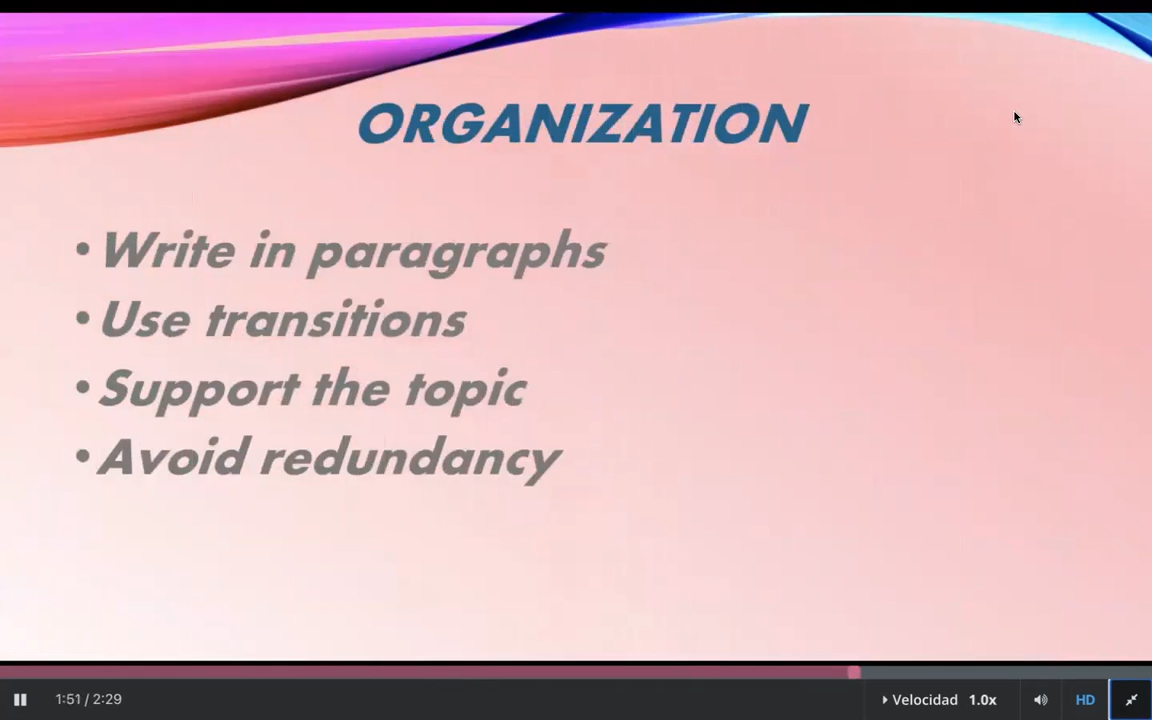 ORGANIZATION
• Write in paragraphs
• Use transitions
• Support the topic
• Avoid redundancy
1:51 / 2:29
Velocidad 1.0x
HD